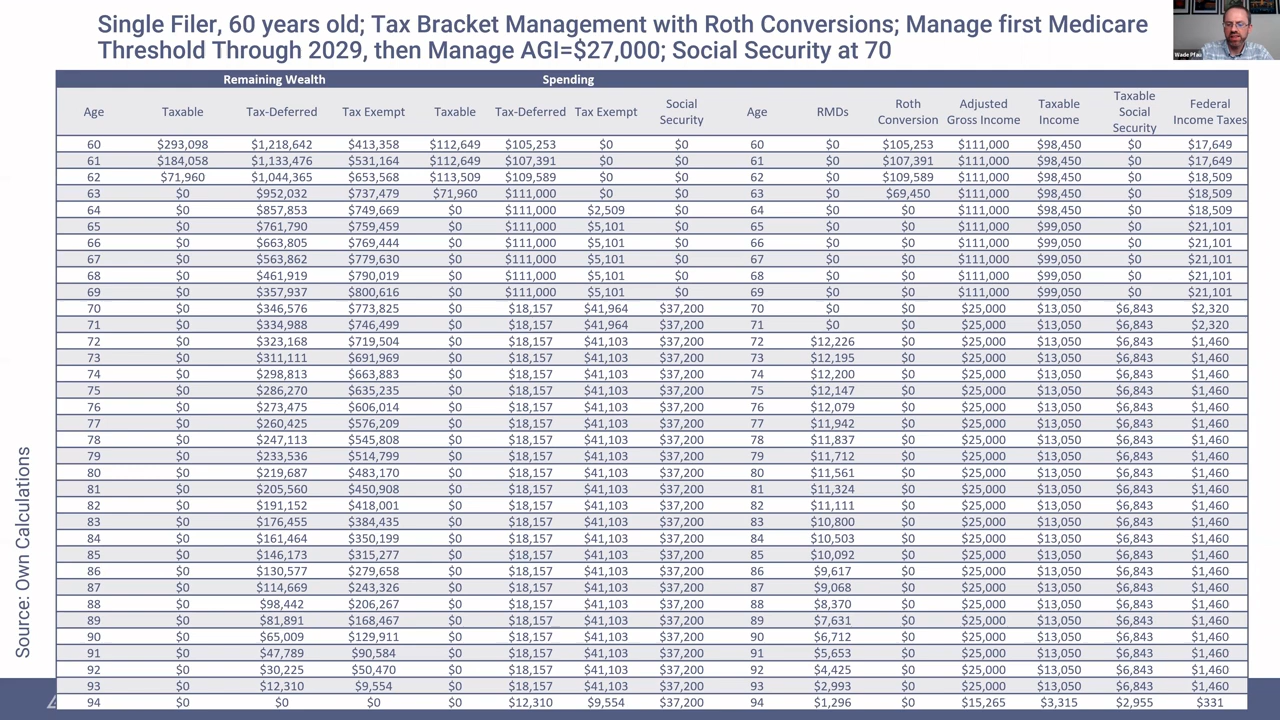 Single Filer, 60 years old; Tax Bracket Management with Roth Conversions; Manage first Medicare
Threshold Through 2029, then Manage AGI=$27,000; Social Security at 70
Wade Pfau
Remaining Wealth Spending
Age Taxable Tax-Deferred Tax Exempt Taxable Tax-Deferred Tax Exempt Social Security Age RMDs Roth Conversion Adjusted Gross Income Taxable Income Taxable Social Security Federal Income Taxes
60 $293,098 $1,218,642 $413,358 $112,649 $105,253 $0 $0 60 $0 $105,253 $111,000 $98,450 $0 $17,649
61 $184,058 $1,133,476 $531,164 $112,649 $107,391 $0 $0 61 $0 $107,391 $111,000 $98,450 $0 $17,649
62 $71,960 $1,044,365 $653,568 $113,509 $109,589 $0 $0 62 $0 $109,589 $111,000 $98,450 $0 $18,509
63 $0 $952,032 $737,479 $71,960 $111,000 $0 $0 63 $0 $69,450 $111,000 $98,450 $0 $18,509
64 $0 $857,853 $749,669 $0 $111,000 $2,509 $0 64 $0 $0 $111,000 $98,450 $0 $18,509
65 $0 $761,790 $759,459 $0 $111,000 $5,101 $0 65 $0 $0 $111,000 $99,050 $0 $21,101
66 $0 $663,805 $769,444 $0 $111,000 $5,101 $0 66 $0 $0 $111,000 $99,050 $0 $21,101
67 $0 $563,862 $779,630 $0 $111,000 $5,101 $0 67 $0 $0 $111,000 $99,050 $0 $21,101
68 $0 $461,919 $790,019 $0 $111,000 $5,101 $0 68 $0 $0 $111,000 $99,050 $0 $21,101
69 $0 $357,937 $800,616 $0 $111,000 $5,101 $0 69 $0 $0 $111,000 $99,050 $0 $21,101
70 $0 $346,576 $773,825 $0 $18,157 $41,964 $37,200 70 $0 $0 $25,000 $13,050 $6,843 $2,320
71 $0 $334,988 $746,499 $0 $18,157 $41,964 $37,200 71 $0 $0 $25,000 $13,050 $6,843 $2,320
72 $0 $323,168 $719,504 $0 $18,157 $41,103 $37,200 72 $12,226 $0 $25,000 $13,050 $6,843 $1,460
73 $0 $311,111 $691,969 $0 $18,157 $41,103 $37,200 73 $12,195 $0 $25,000 $13,050 $6,843 $1,460
74 $0 $298,813 $663,883 $0 $18,157 $41,103 $37,200 74 $12,200 $0 $25,000 $13,050 $6,843 $1,460
75 $0 $286,270 $635,235 $0 $18,157 $41,103 $37,200 75 $12,147 $0 $25,000 $13,050 $6,843 $1,460
76 $0 $273,475 $606,014 $0 $18,157 $41,103 $37,200 76 $12,079 $0 $25,000 $13,050 $6,843 $1,460
77 $0 $260,425 $576,209 $0 $18,157 $41,103 $37,200 77 $11,942 $0 $25,000 $13,050 $6,843 $1,460
78 $0 $247,113 $545,808 $0 $18,157 $41,103 $37,200 78 $11,837 $0 $25,000 $13,050 $6,843 $1,460
79 $0 $233,536 $514,799 $0 $18,157 $41,103 $37,200 79 $11,712 $0 $25,000 $13,050 $6,843 $1,460
80 $0 $219,687 $483,170 $0 $18,157 $41,103 $37,200 80 $11,561 $0 $25,000 $13,050 $6,843 $1,460
81 $0 $205,560 $450,908 $0 $18,157 $41,103 $37,200 81 $11,324 $0 $25,000 $13,050 $6,843 $1,460
82 $0 $191,152 $418,001 $0 $18,157 $41,103 $37,200 82 $11,111 $0 $25,000 $13,050 $6,843 $1,460
83 $0 $176,455 $384,435 $0 $18,157 $41,103 $37,200 83 $10,800 $0 $25,000 $13,050 $6,843 $1,460
84 $0 $161,464 $350,199 $0 $18,157 $41,103 $37,200 84 $10,503 $0 $25,000 $13,050 $6,843 $1,460
85 $0 $146,173 $315,277 $0 $18,157 $41,103 $37,200 85 $10,092 $0 $25,000 $13,050 $6,843 $1,460
86 $0 $130,577 $279,658 $0 $18,157 $41,103 $37,200 86 $9,617 $0 $25,000 $13,050 $6,843 $1,460
87 $0 $114,669 $243,326 $0 $18,157 $41,103 $37,200 87 $9,068 $0 $25,000 $13,050 $6,843 $1,460
88 $0 $98,442 $206,267 $0 $18,157 $41,103 $37,200 88 $8,370 $0 $25,000 $13,050 $6,843 $1,460
89 $0 $81,891 $168,467 $0 $18,157 $41,103 $37,200 89 $7,631 $0 $25,000 $13,050 $6,843 $1,460
90 $0 $65,009 $129,911 $0 $18,157 $41,103 $37,200 90 $6,712 $0 $25,000 $13,050 $6,843 $1,460
91 $0 $47,789 $90,584 $0 $18,157 $41,103 $37,200 91 $5,653 $0 $25,000 $13,050 $6,843 $1,460
92 $0 $30,225 $50,470 $0 $18,157 $41,103 $37,200 92 $4,425 $0 $25,000 $13,050 $6,843 $1,460
93 $0 $12,310 $9,554 $0 $18,157 $41,103 $37,200 93 $2,993 $0 $25,000 $13,050 $6,843 $1,460
94 $0 $0 $0 $0 $12,310 $9,554 $37,200 94 $1,296 $0 $15,265 $3,315 $2,955 $331
Source: Own Calculations